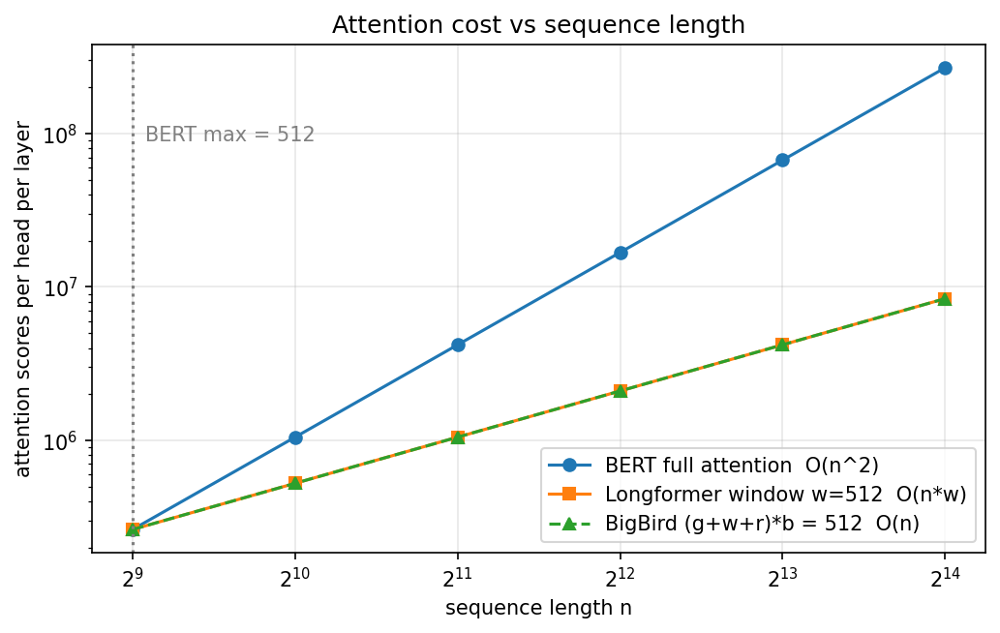 Attention cost vs sequence length
attention scores per head per layer
10^8
10^7
10^6
BERT max = 512
BERT full attention  O(n^2)
Longformer window w=512  O(n*w)
BigBird (g+w+r)*b = 512  O(n)
2^9
2^10
2^11
2^12
2^13
2^14
sequence length n